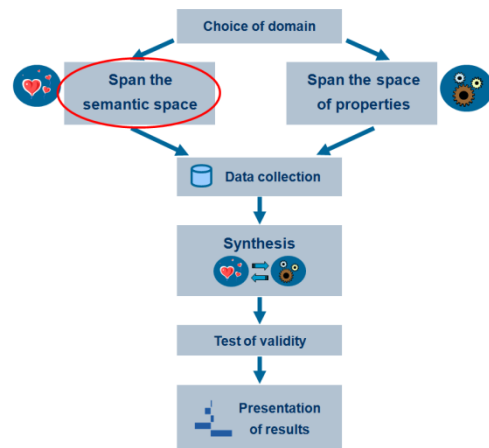 Choice of domain
Span the
semantic space
Span the space
of properties
Data collection
Synthesis
Test of validity
Presentation
of results